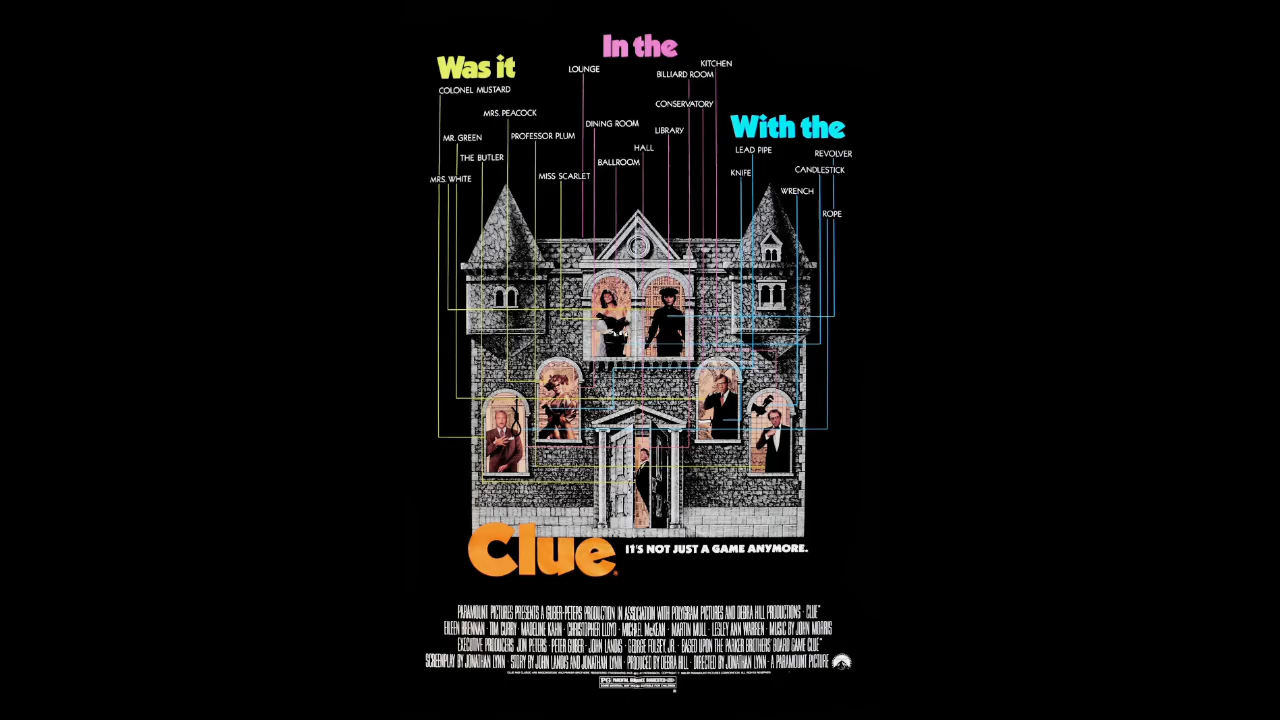 In the
Was it
LOUNGE
KITCHEN
BILLIARD ROOM
COLONEL MUSTARD
CONSERVATORY
MRS. PEACOCK
With the
DINING ROOM
LIBRARY
MR. GREEN
PROFESSOR PLUM
HALL
LEAD PIPE
REVOLVER
THE BUTLER
BALLROOM
CANDLESTICK
MRS. WHITE
MISS SCARLET
KNIFE
WRENCH
ROPE
Clue
IT'S NOT JUST A GAME ANYMORE.
PARAMOUNT PICTURES PRESENTS A GUBER-PETERS PRODUCTION IN ASSOCIATION WITH POLYGRAM PICTURES AND DEBRA HILL PRODUCTIONS · CLUE
EILEEN BRENNAN · TIM CURRY · MADELINE KAHN · CHRISTOPHER LLOYD · MICHAEL McKEAN · MARTIN MULL · LESLEY ANN WARREN · MUSIC BY JOHN MORRIS
EXECUTIVE PRODUCERS JON PETERS · PETER GUBER · JOHN LANDIS · GEORGE FOLSEY, JR. · BASED UPON THE PARKER BROTHERS' BOARD GAME CLUE
SCREENPLAY BY JONATHAN LYNN · STORY BY JOHN LANDIS AND JONATHAN LYNN · PRODUCED BY DEBRA HILL · DIRECTED BY JONATHAN LYNN · A PARAMOUNT PICTURE
PG PARENTAL GUIDANCE SUGGESTED